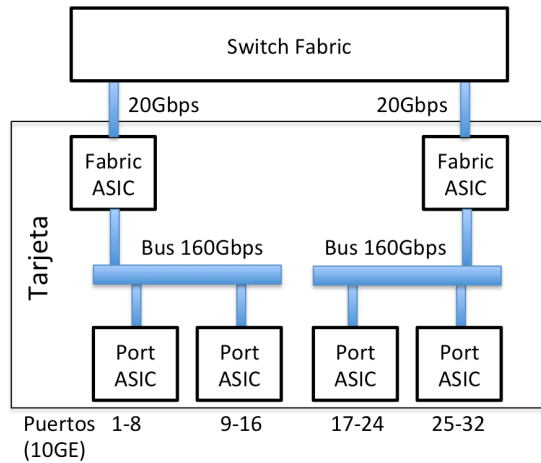 Switch Fabric
20Gbps 20Gbps
Fabric Fabric
ASIC ASIC
Tarjeta
Bus 160Gbps Bus 160Gbps
Port Port Port Port
ASIC ASIC ASIC ASIC
Puertos 1-8 9-16 17-24 25-32
(10GE)